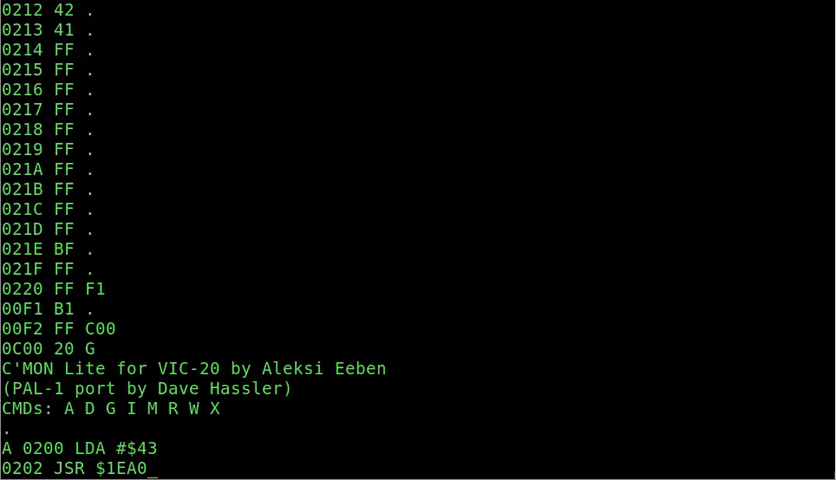 0212 42 .
0213 41 .
0214 FF .
0215 FF .
0216 FF .
0217 FF .
0218 FF .
0219 FF .
021A FF .
021B FF .
021C FF .
021D FF .
021E BF .
021F FF .
0220 FF F1
00F1 B1 .
00F2 FF C00
0C00 20 G
C'MON Lite for VIC-20 by Aleksi Eeben
(PAL-1 port by Dave Hassler)
CMDs: A D G I M R W X
.
A 0200 LDA #$43
0202 JSR $1EA0_